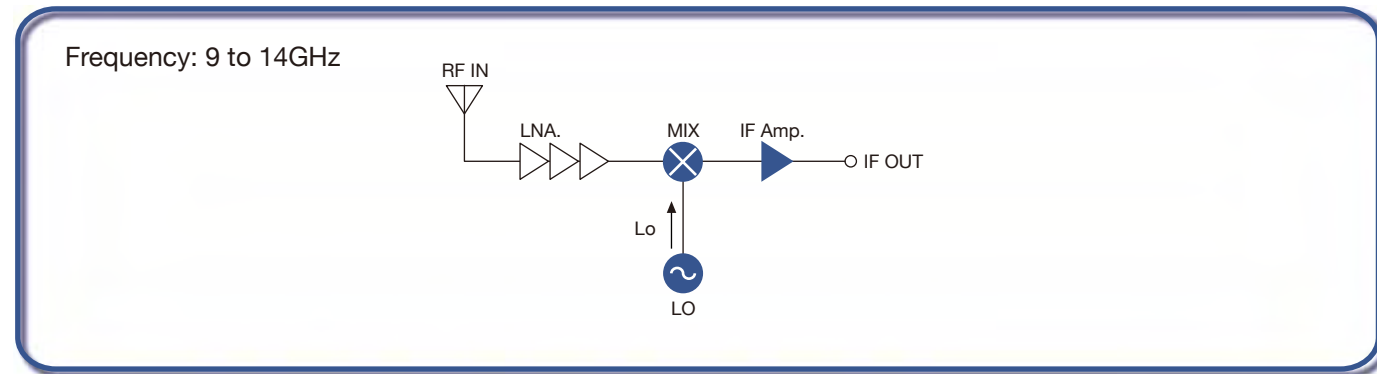 Frequency: 9 to 14GHz
RF IN
LNA.
MIX
IF Amp.
IF OUT
Lo
LO